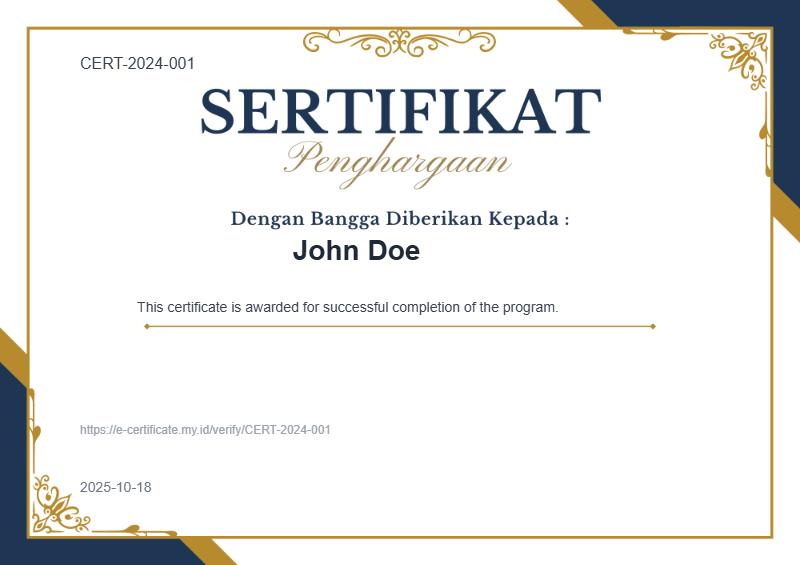 CERT-2024-001
SERTIFIKAT
Penghargaan
Dengan Bangga Diberikan Kepada :
John Doe
This certificate is awarded for successful completion of the program.
https://e-certificate.my.id/verify/CERT-2024-001
2025-10-18